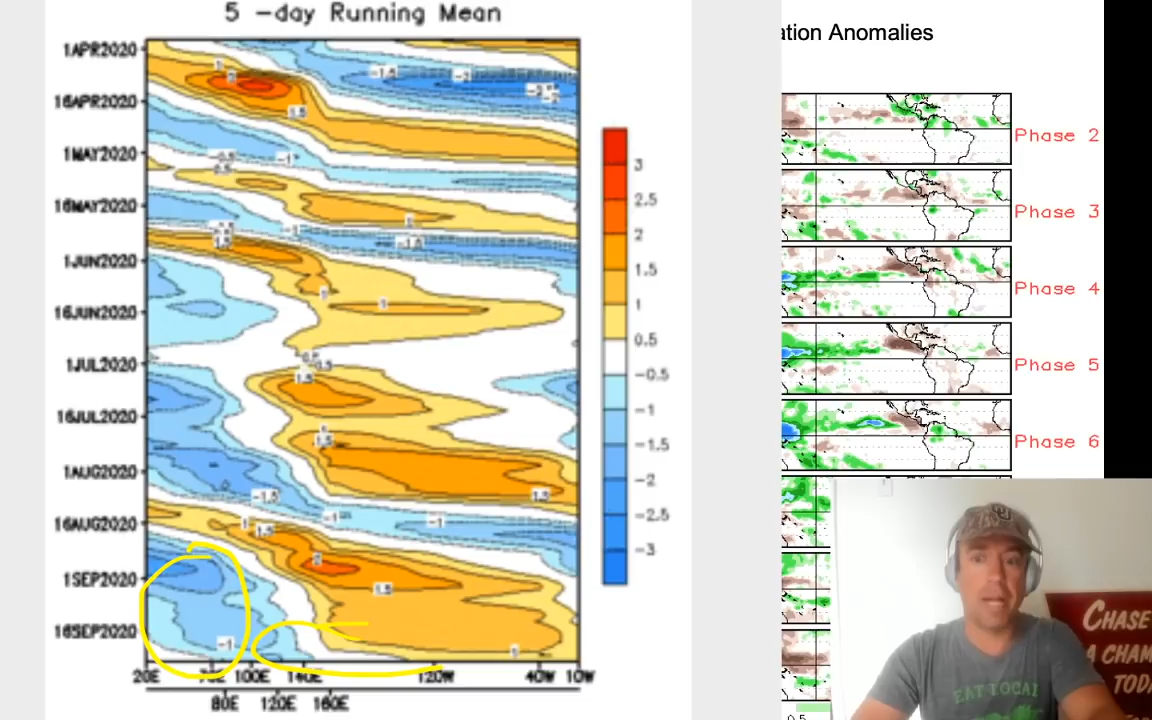 5 -day Running Mean
1APR2020
16APR2020
1MAY2020
16MAY2020
1JUN2020
16JUN2020
1JUL2020
16JUL2020
1AUG2020
16AUG2020
1SEP2020
16SEP2020
20E 100E 140E 120W 40W 10W
80E 120E 160E
3
2.5
2
1.5
1
0.5
-0.5
-1
-1.5
-2
-2.5
-3
ation Anomalies
Phase 2
Phase 3
Phase 4
Phase 5
Phase 6
0.5
CHASE
A CHAM
TODA
EAT LOCAL